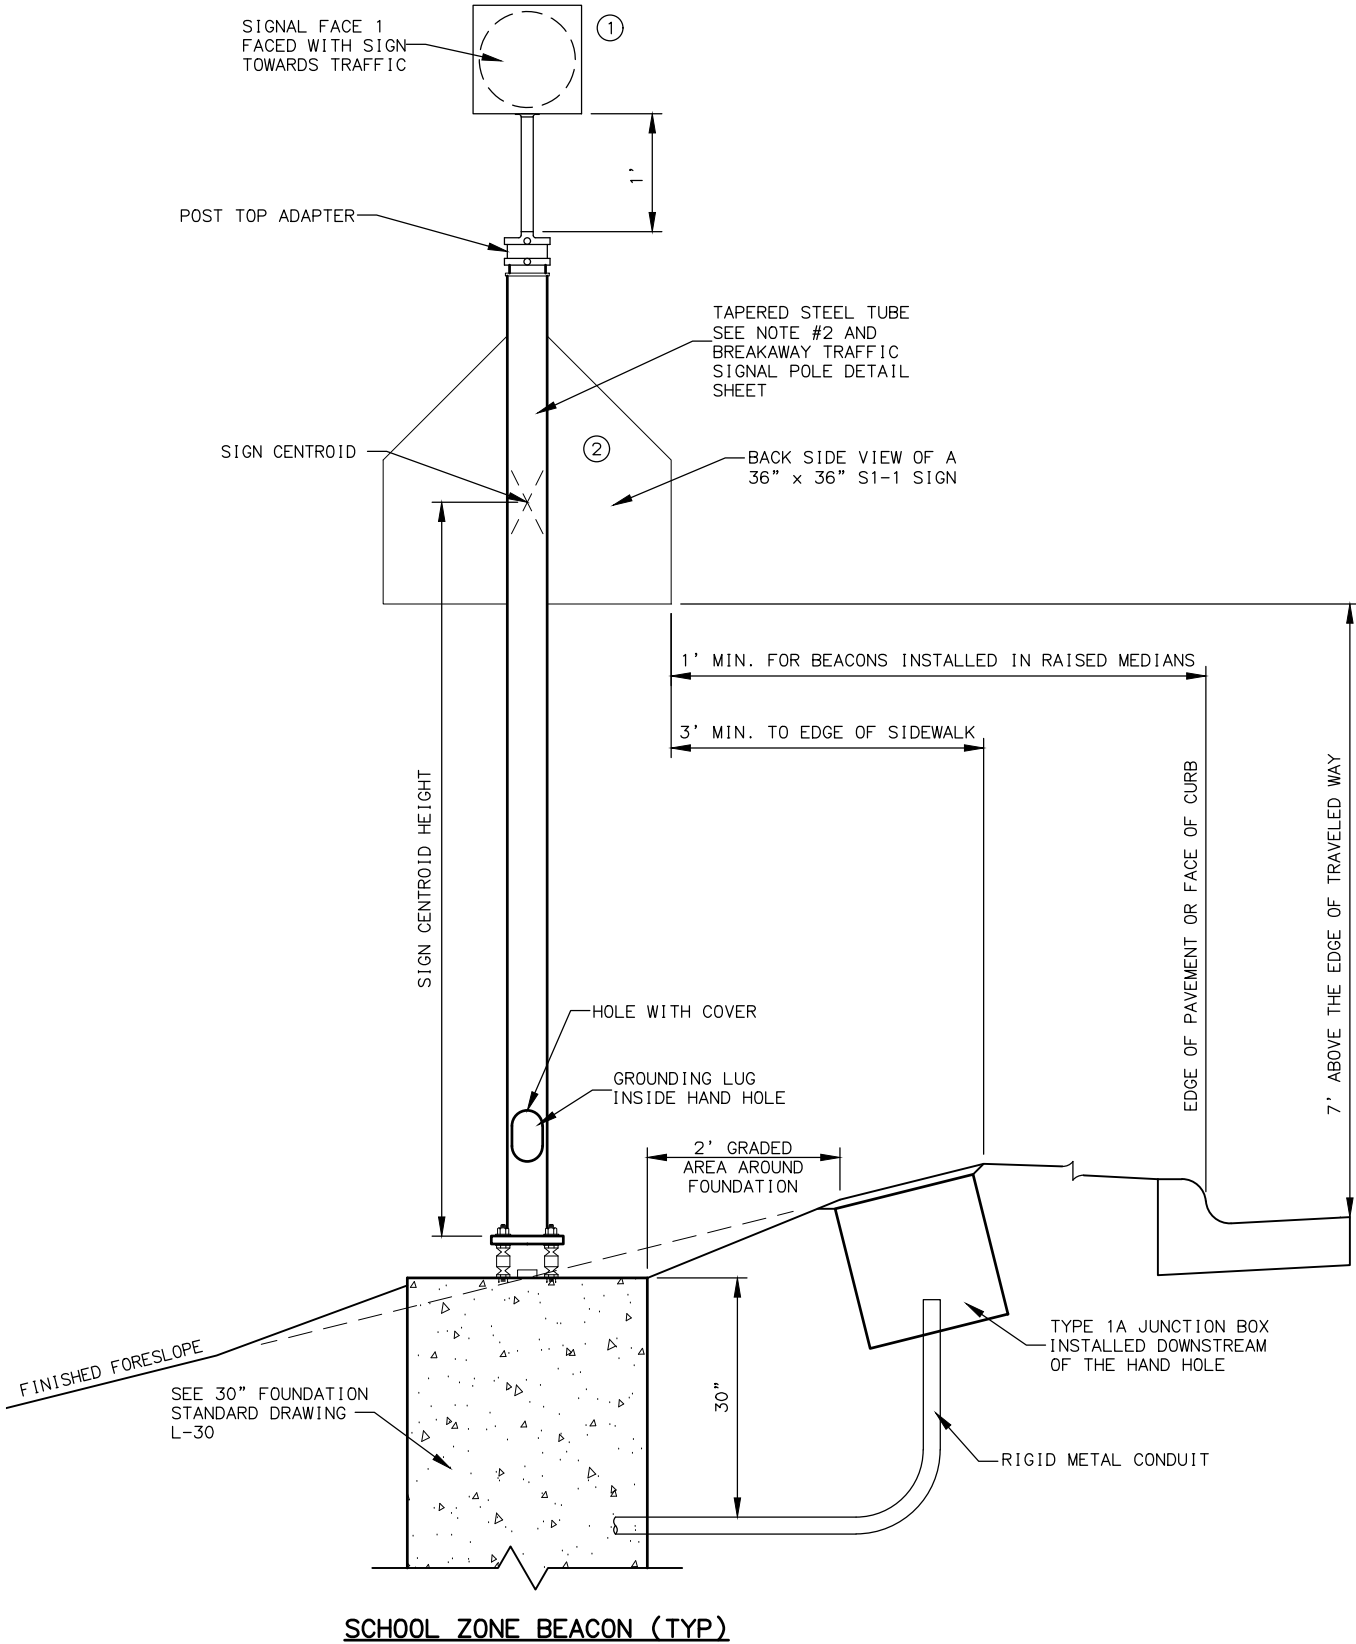 SIGNAL FACE 1
FACED WITH SIGN
TOWARDS TRAFFIC
1
1'
POST TOP ADAPTER
TAPERED STEEL TUBE
SEE NOTE #2 AND
BREAKAWAY TRAFFIC
SIGNAL POLE DETAIL
SHEET
SIGN CENTROID
2
BACK SIDE VIEW OF A
36" x 36" S1-1 SIGN
1' MIN. FOR BEACONS INSTALLED IN RAISED MEDIANS
3' MIN. TO EDGE OF SIDEWALK
SIGN CENTROID HEIGHT
EDGE OF PAVEMENT OR FACE OF CURB
7' ABOVE THE EDGE OF TRAVELED WAY
HOLE WITH COVER
GROUNDING LUG
INSIDE HAND HOLE
2' GRADED
AREA AROUND
FOUNDATION
FINISHED FORESLOPE
SEE 30" FOUNDATION
STANDARD DRAWING
L-30
30"
TYPE 1A JUNCTION BOX
INSTALLED DOWNSTREAM
OF THE HAND HOLE
RIGID METAL CONDUIT
SCHOOL ZONE BEACON (TYP)